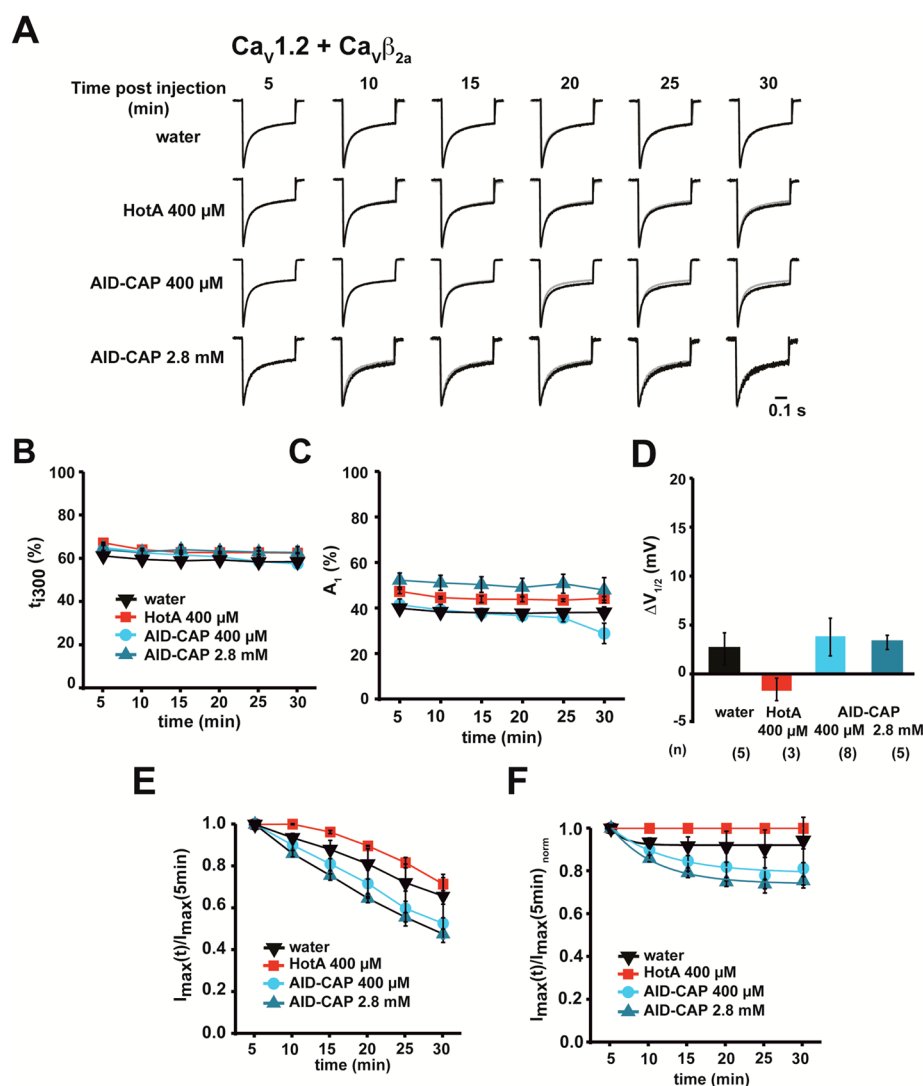 A
CaV1.2 + CaVβ2a
Time post injection (min)
5 10 15 20 25 30
water
HotA 400 µM
AID-CAP 400 µM
AID-CAP 2.8 mM
0.1 s
B
ti300 (%)
100
80
60
40
20
0
water
HotA 400 µM
AID-CAP 400 µM
AID-CAP 2.8 mM
5 10 15 20 25 30
time (min)
C
A1 (%)
100
80
60
40
20
0
5 10 15 20 25 30
time (min)
D
ΔV1/2 (mV)
20
15
10
5
0
-5
water
HotA 400 µM
AID-CAP
400 µM 2.8 mM
(n) (5) (3) (8) (5)
E
Imax(t)/Imax(5min)
1.0
0.8
0.6
0.4
0.2
0.0
water
HotA 400 µM
AID-CAP 400 µM
AID-CAP 2.8 mM
5 10 15 20 25 30
time (min)
F
Imax(t)/Imax(5min) norm
1.0
0.8
0.6
0.4
0.2
0.0
water
HotA 400 µM
AID-CAP 400 µM
AID-CAP 2.8 mM
5 10 15 20 25 30
time (min)